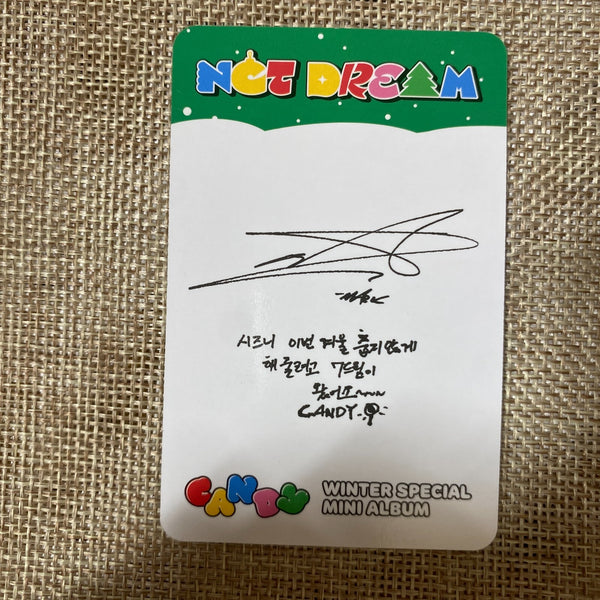 NCT DREAM
시즈니 이번 겨울 춥지 않게
해 줄려고 7드림이
왔어요~~~
CANDY
CANDY
WINTER SPECIAL
MINI ALBUM